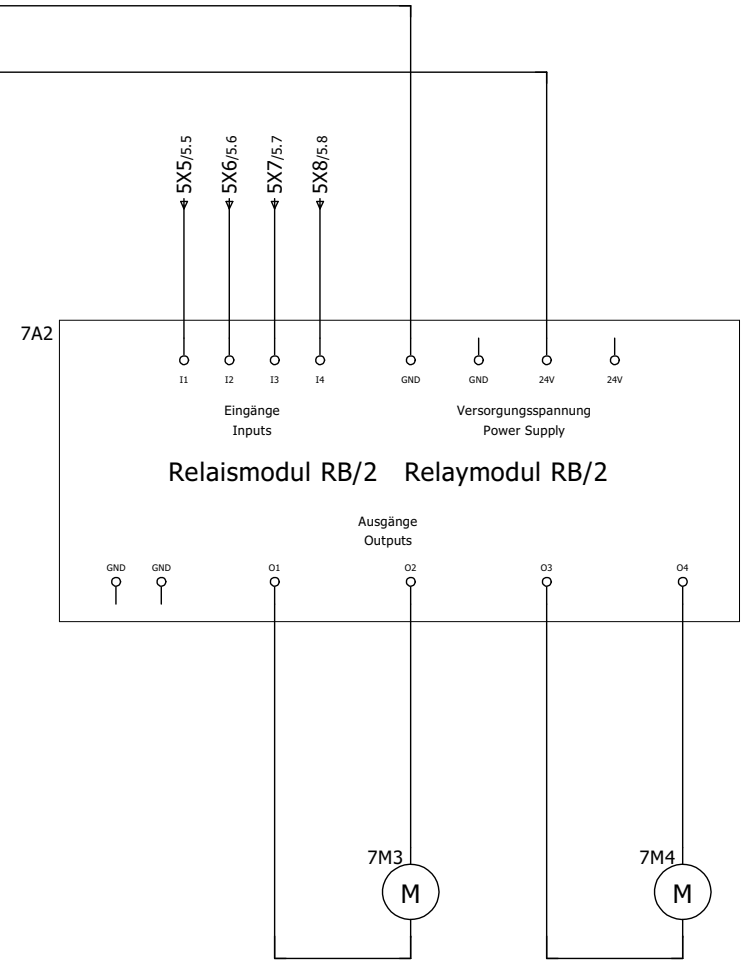 5X5/5.5 5X6/5.6 5X7/5.7 5X8/5.8
7A2
I1 I2 I3 I4 GND GND 24V 24V
Eingänge Versorgungsspannung
Inputs Power Supply
Relaismodul RB/2 Relaymodul RB/2
Ausgänge
Outputs
GND GND O1 O2 O3 O4
7M3 7M4
M M